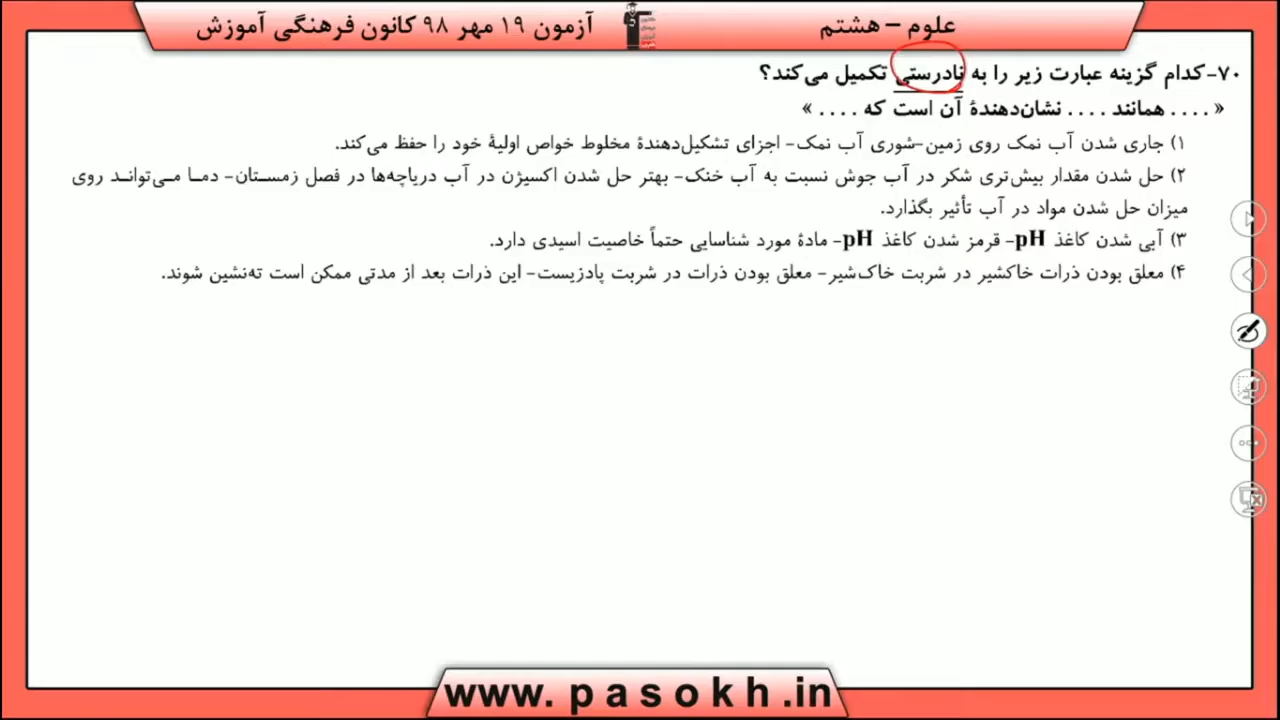 علوم – هشتم
آزمون ۱۹ مهر ۹۸ کانون فرهنگی آموزش
۷۰-کدام گزینه عبارت زیر را به نادرستی تکمیل می‌کند؟
« .... همانند .... نشان‌دهندهٔ آن است که .... »
۱) جاری شدن آب نمک روی زمین-شوری آب نمک- اجزای تشکیل‌دهندهٔ مخلوط خواص اولیهٔ خود را حفظ می‌کند.
۲) حل شدن مقدار بیش‌تری شکر در آب جوش نسبت به آب خنک- بهتر حل شدن اکسیژن در آب دریاچه‌ها در فصل زمستان- دما می‌تواند روی
میزان حل شدن مواد در آب تأثیر بگذارد.
۳) آبی شدن کاغذ pH- قرمز شدن کاغذ pH- مادهٔ مورد شناسایی حتماً خاصیت اسیدی دارد.
۴) معلق بودن ذرات خاکشیر در شربت خاک‌شیر- معلق بودن ذرات در شربت پادزیست- این ذرات بعد از مدتی ممکن است ته‌نشین شوند.
www. p a s o k h .in